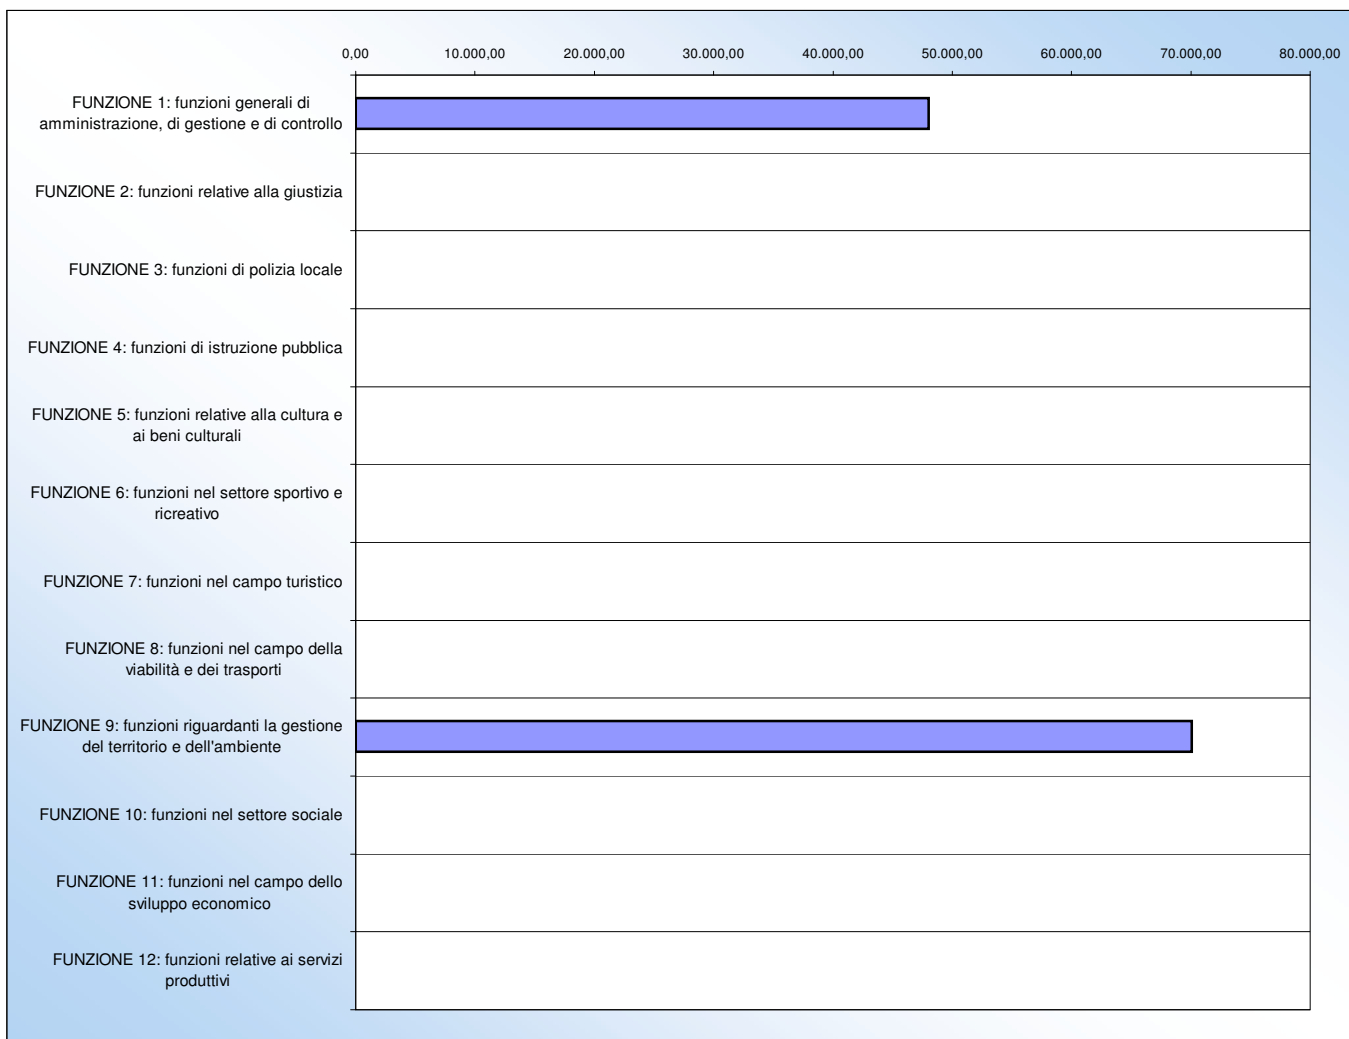 0,00 10.000,00 20.000,00 30.000,00 40.000,00 50.000,00 60.000,00 70.000,00 80.000,00
FUNZIONE 1: funzioni generali di
amministrazione, di gestione e di controllo
FUNZIONE 2: funzioni relative alla giustizia
FUNZIONE 3: funzioni di polizia locale
FUNZIONE 4: funzioni di istruzione pubblica
FUNZIONE 5: funzioni relative alla cultura e
ai beni culturali
FUNZIONE 6: funzioni nel settore sportivo e
ricreativo
FUNZIONE 7: funzioni nel campo turistico
FUNZIONE 8: funzioni nel campo della
viabilità e dei trasporti
FUNZIONE 9: funzioni riguardanti la gestione
del territorio e dell'ambiente
FUNZIONE 10: funzioni nel settore sociale
FUNZIONE 11: funzioni nel campo dello
sviluppo economico
FUNZIONE 12: funzioni relative ai servizi
produttivi